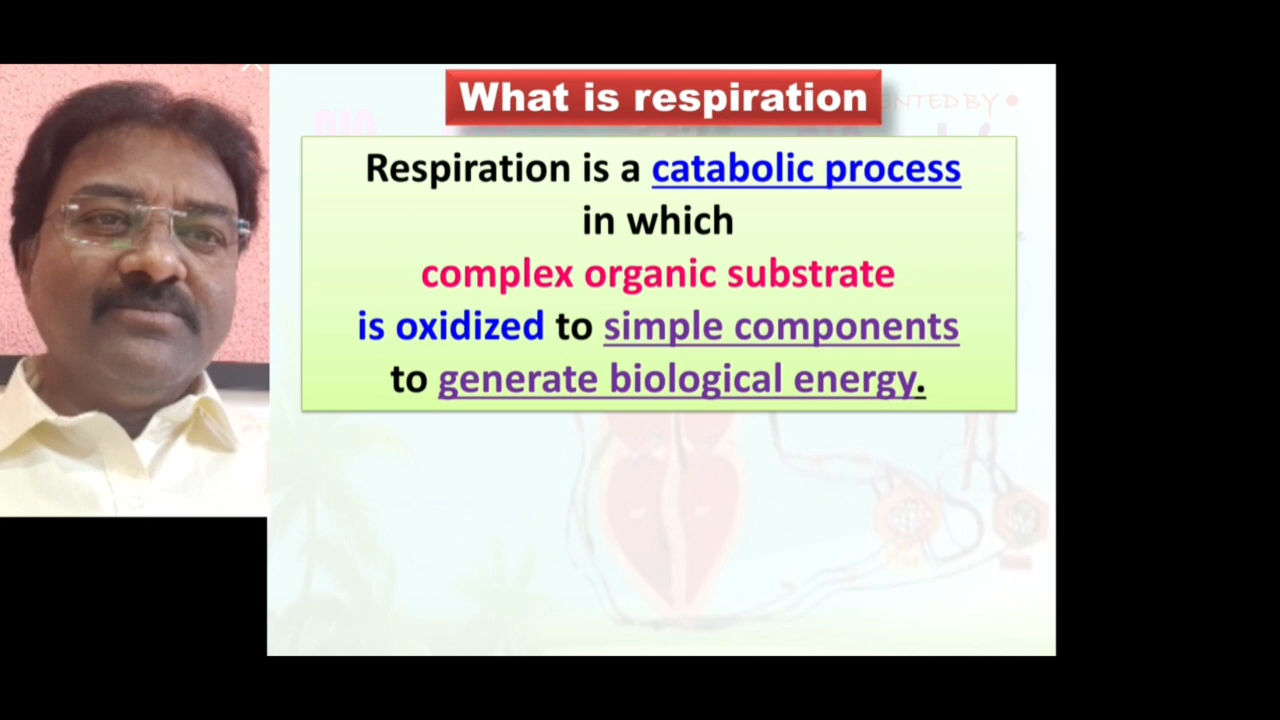 What is respiration
Respiration is a catabolic process
in which
complex organic substrate
is oxidized to simple components
to generate biological energy.